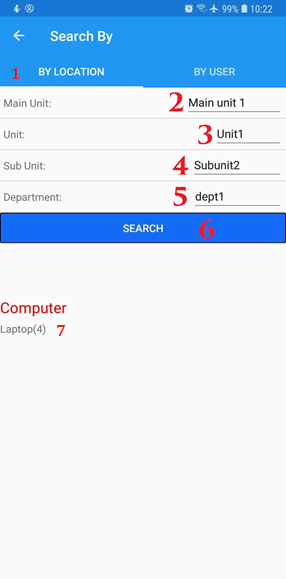 99% 10:22
Search By
1 BY LOCATION BY USER
Main Unit: 2 Main unit 1
Unit: 3 Unit1
Sub Unit: 4 Subunit2
Department: 5 dept1
SEARCH 6
Computer
Laptop(4) 7